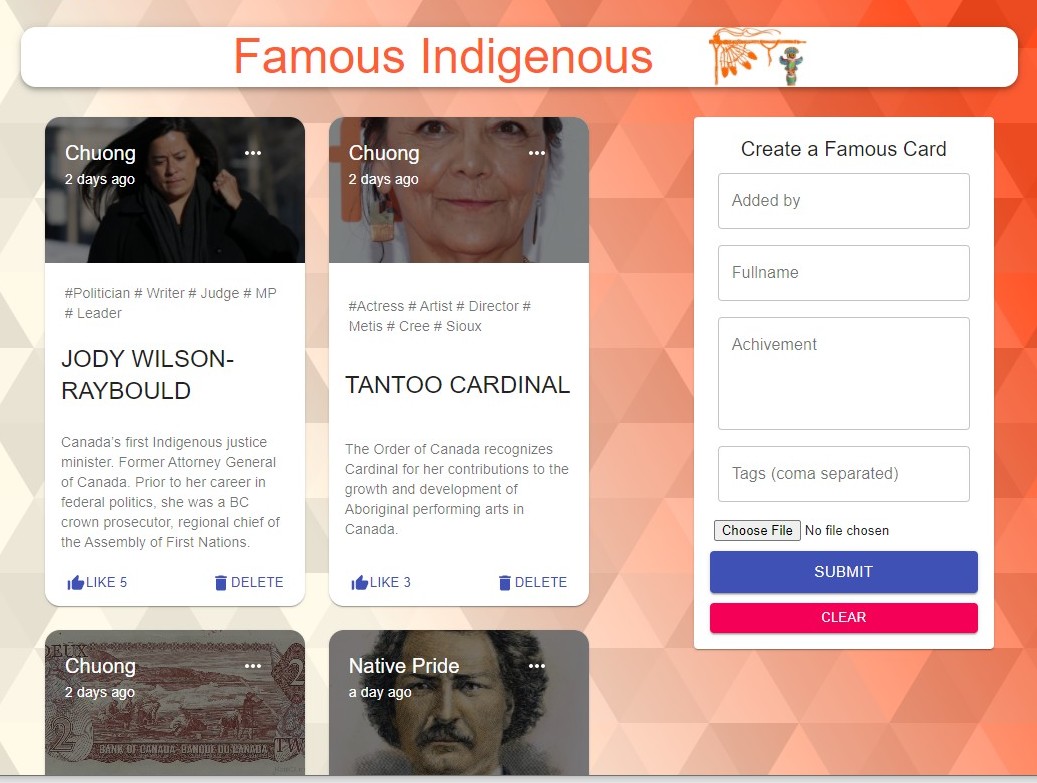 Famous Indigenous
Chuong
2 days ago
#Politician # Writer # Judge # MP
# Leader
JODY WILSON-
RAYBOULD
Canada's first Indigenous justice
minister. Former Attorney General
of Canada. Prior to her career in
federal politics, she was a BC
crown prosecutor, regional chief of
the Assembly of First Nations.
LIKE 5
DELETE
Chuong
2 days ago
#Actress # Artist # Director #
Metis # Cree # Sioux
TANTOO CARDINAL
The Order of Canada recognizes
Cardinal for her contributions to the
growth and development of
Aboriginal performing arts in
Canada.
LIKE 3
DELETE
Chuong
2 days ago
DEUX
2
2
BANK OF CANADA-BANQUE DU CANADA
TW
Native Pride
a day ago
Create a Famous Card
Added by
Fullname
Achivement
Tags (coma separated)
Choose File No file chosen
SUBMIT
CLEAR